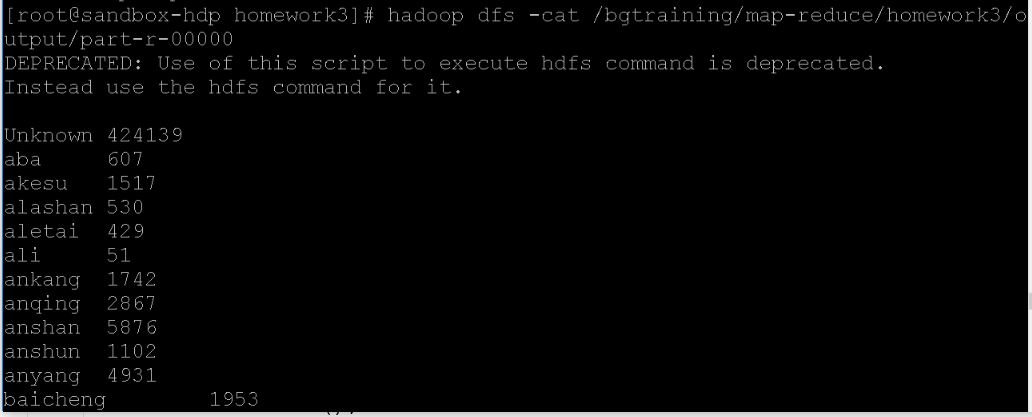 [root@sandbox-hdp homework3]# hadoop dfs -cat /bgtraining/map-reduce/homework3/o
utput/part-r-00000
DEPRECATED: Use of this script to execute hdfs command is deprecated.
Instead use the hdfs command for it.
Unknown 424139
aba 607
akesu 1517
alashan 530
aletai 429
ali 51
ankang 1742
anqing 2867
anshan 5876
anshun 1102
anyang 4931
baicheng 1953